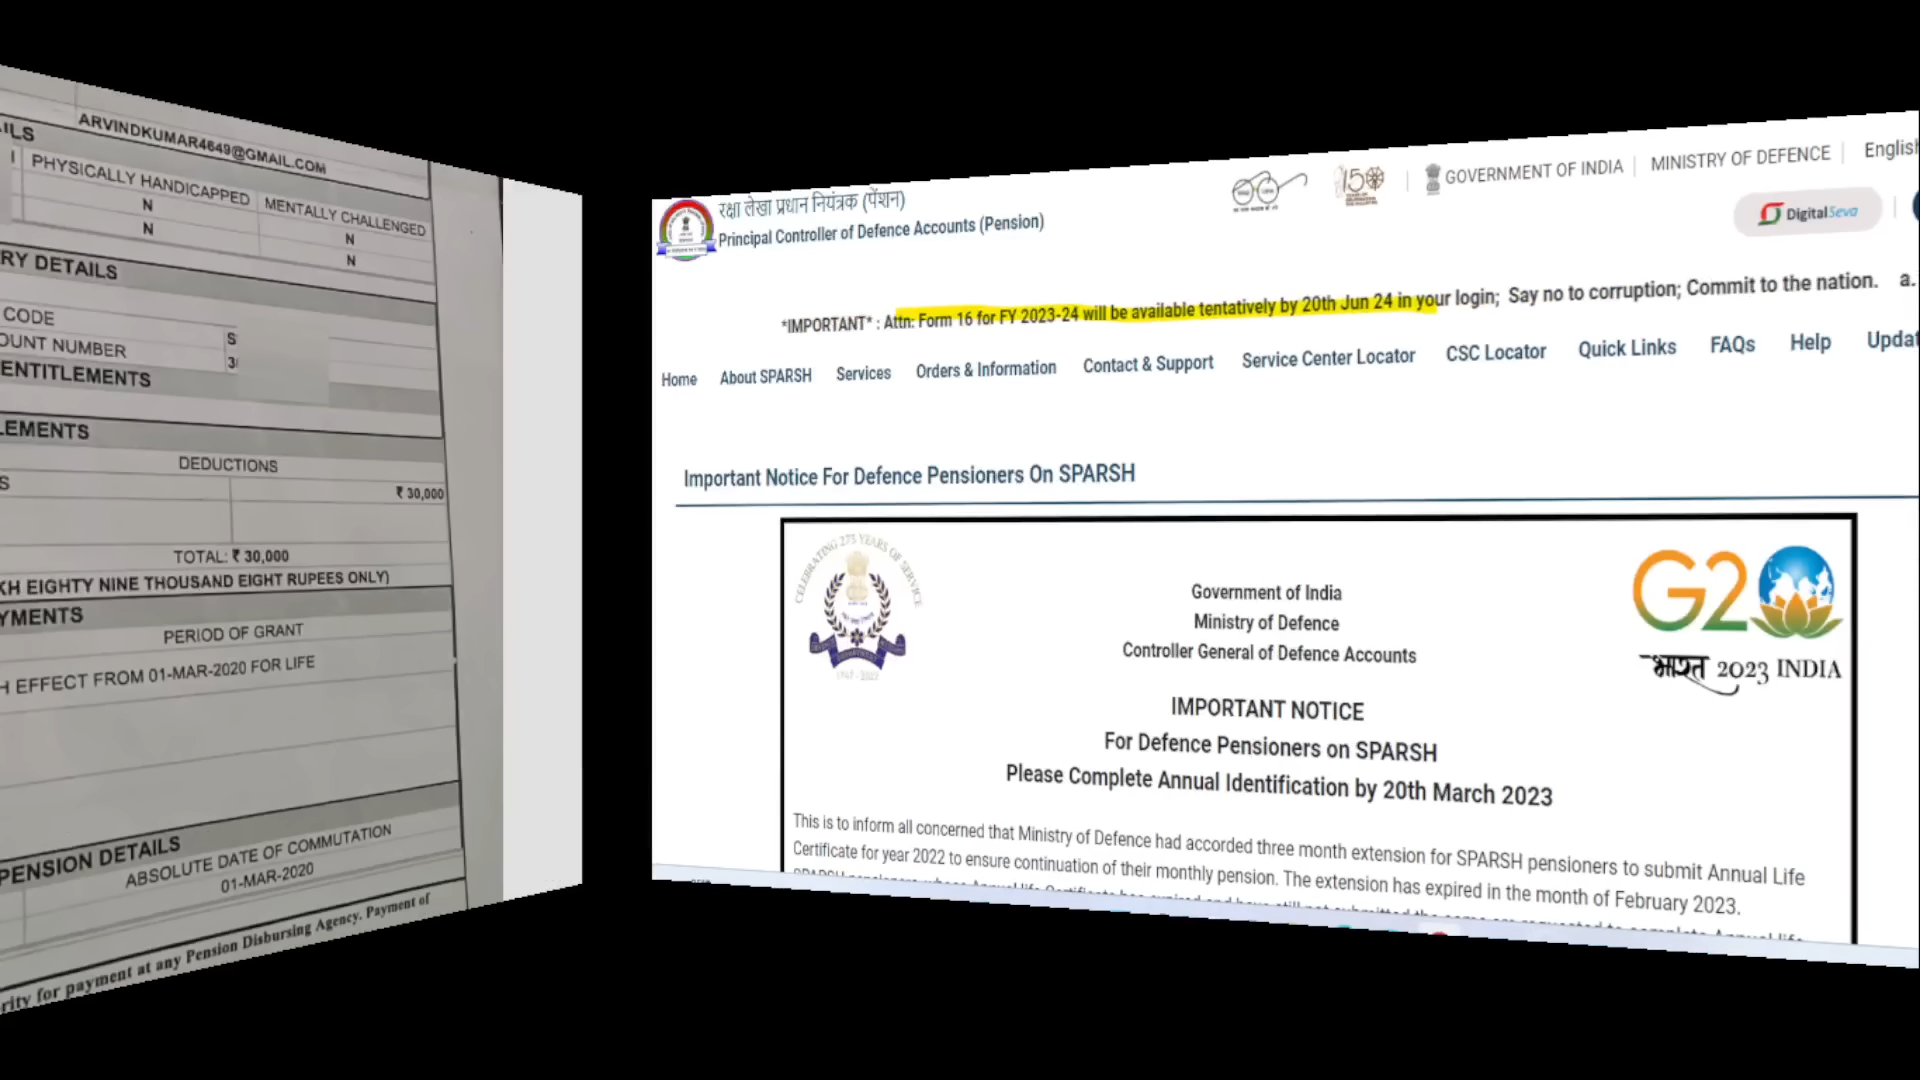 ARVINDKUMAR4649@GMAIL.COM
ILS
PHYSICALLY HANDICAPPED MENTALLY CHALLENGED
N N
N N
RY DETAILS
CODE S
OUNT NUMBER 3
ENTITLEMENTS
LEMENTS
DEDUCTIONS
S ₹ 30,000
TOTAL: ₹ 30,000
KH EIGHTY NINE THOUSAND EIGHT RUPEES ONLY)
YMENTS
PERIOD OF GRANT
H EFFECT FROM 01-MAR-2020 FOR LIFE
PENSION DETAILS
ABSOLUTE DATE OF COMMUTATION
01-MAR-2020
rity for payment at any Pension Disbursing Agency. Payment of
रक्षा लेखा प्रधान नियंत्रक (पेंशन)
Principal Controller of Defence Accounts (Pension)
150
GOVERNMENT OF INDIA MINISTRY OF DEFENCE English
DigitalSeva
*IMPORTANT* : Attn: Form 16 for FY 2023-24 will be available tentatively by 20th Jun 24 in your login; Say no to corruption; Commit to the nation. a.
Home About SPARSH Services Orders & Information Contact & Support Service Center Locator CSC Locator Quick Links FAQs Help Updat
Important Notice For Defence Pensioners On SPARSH
CELEBRATING 275 YEARS OF SERVICE
G20
भारत 2023 INDIA
Government of India
Ministry of Defence
Controller General of Defence Accounts
IMPORTANT NOTICE
For Defence Pensioners on SPARSH
Please Complete Annual Identification by 20th March 2023
This is to inform all concerned that Ministry of Defence had accorded three month extension for SPARSH pensioners to submit Annual Life
Certificate for year 2022 to ensure continuation of their monthly pension. The extension has expired in the month of February 2023.